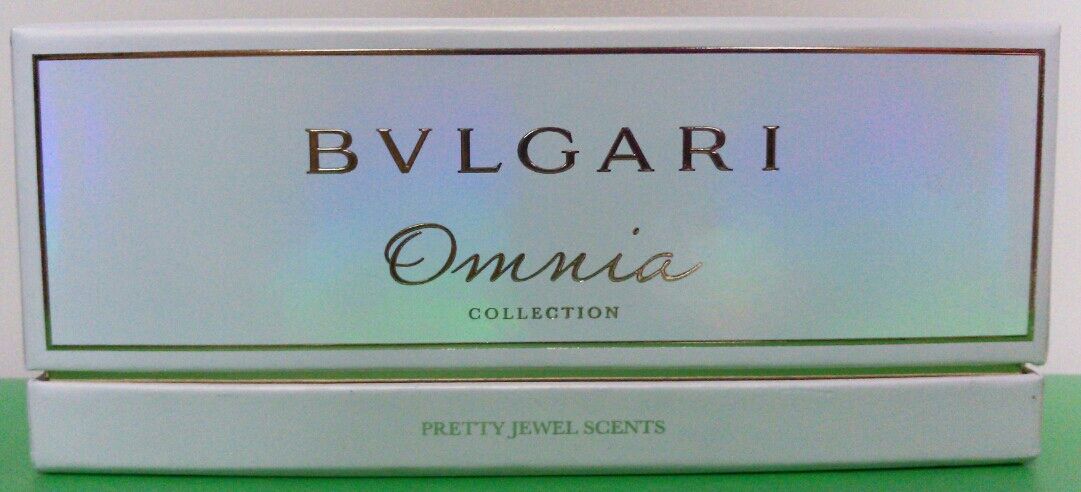 BVLGARI
Omnia
COLLECTION
PRETTY JEWEL SCENTS